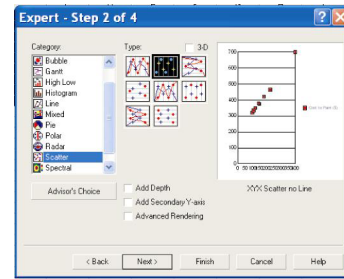 Expert - Step 2 of 4
Category:
Bubble
Gantt
High Low
Histogram
Line
Mixed
Pie
Polar
Radar
Scatter
Spectral
Advisor's Choice
Type:
3-D
Add Depth
Add Secondary Y-axis
Advanced Rendering
700
600
500
400
300
200
100
0
XYX Scatter no Line
< Back
Next >
Finish
Cancel
Help